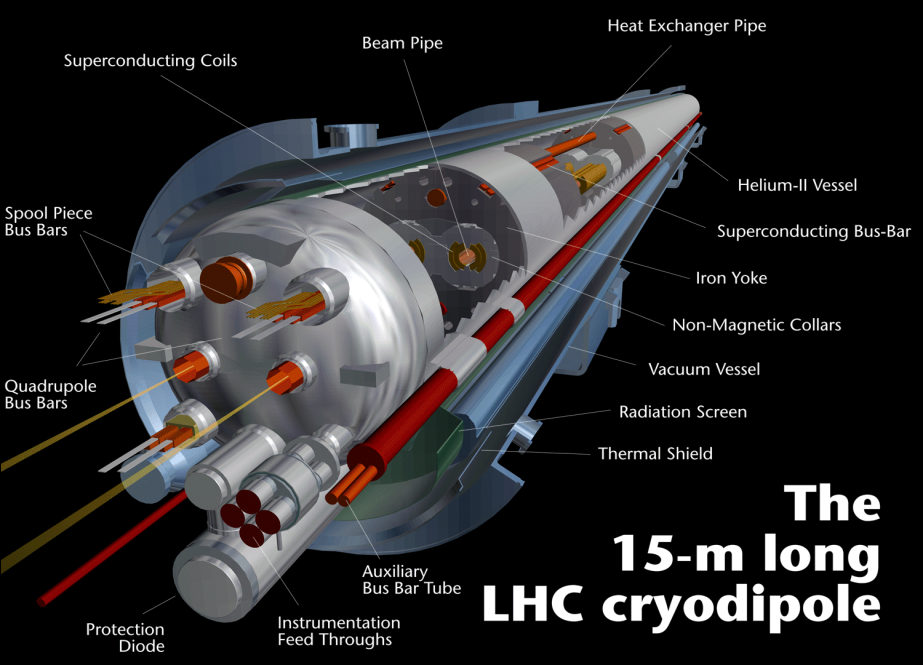 Heat Exchanger Pipe
Beam Pipe
Superconducting Coils
Helium-II Vessel
Spool Piece
Bus Bars
Superconducting Bus-Bar
Iron Yoke
Non-Magnetic Collars
Vacuum Vessel
Quadrupole
Bus Bars
Radiation Screen
Thermal Shield
The
15-m long
LHC cryodipole
Auxiliary
Bus Bar Tube
Instrumentation
Feed Throughs
Protection
Diode